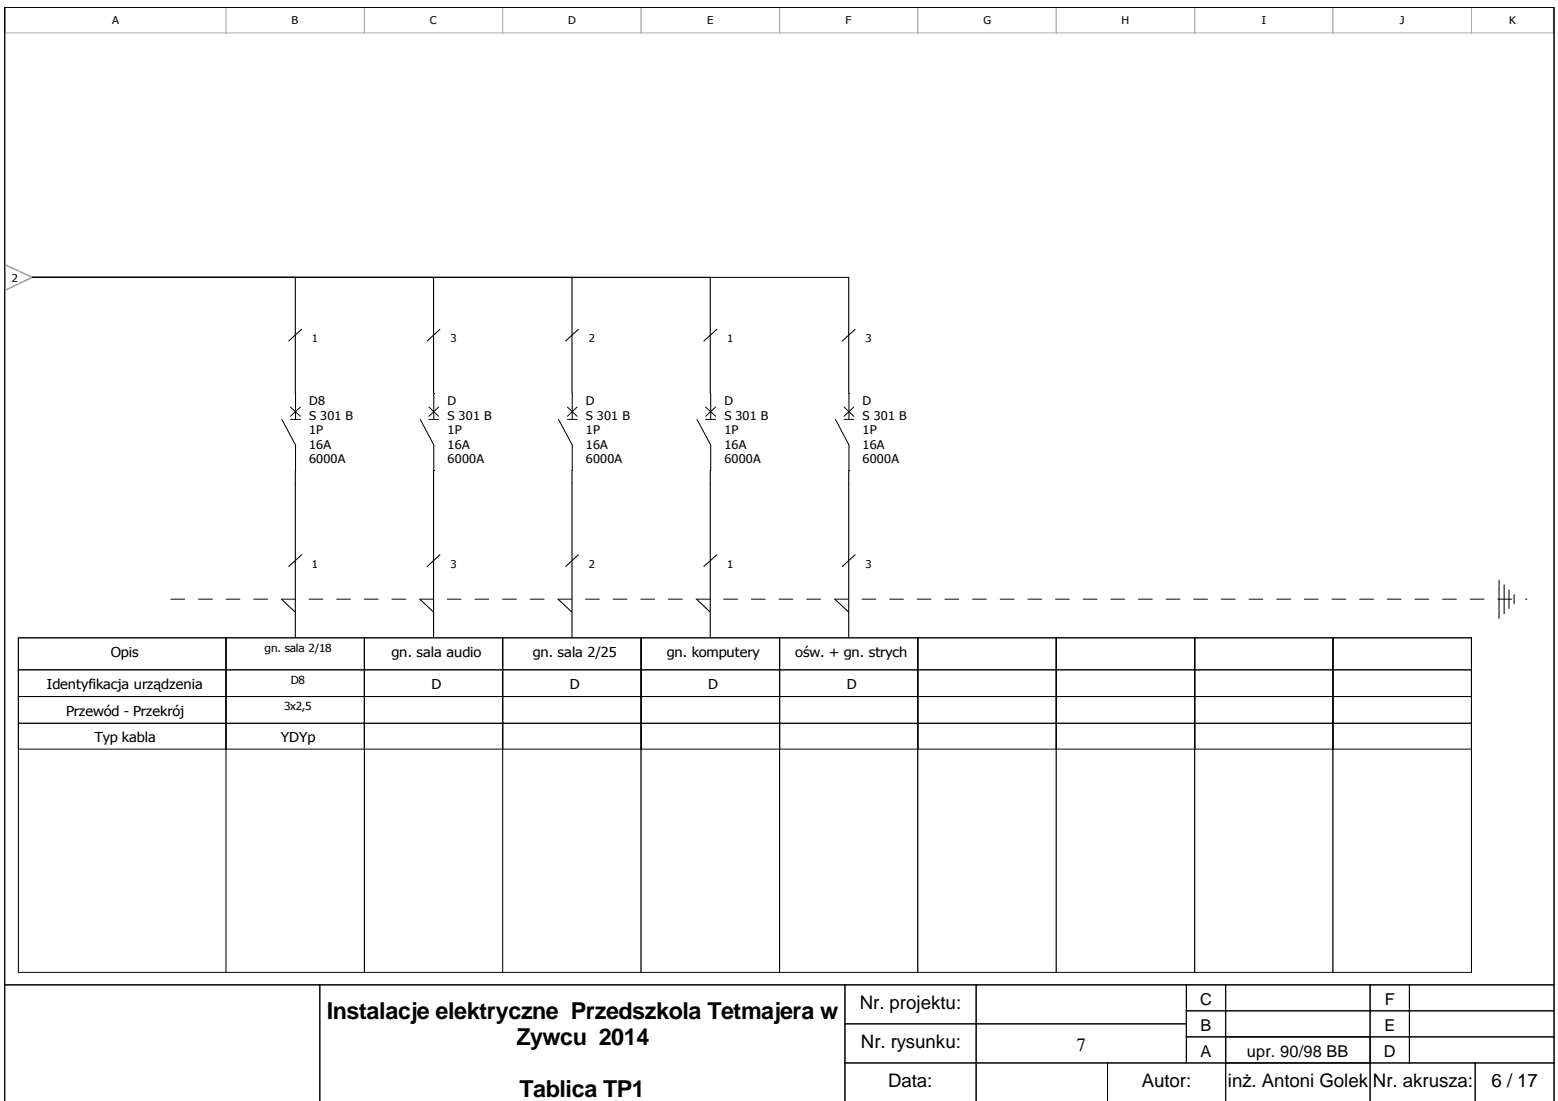 A B C D E F G H I J K
2
1 3 2 1 3
D8 D D D D
S 301 B S 301 B S 301 B S 301 B S 301 B
1P 1P 1P 1P 1P
16A 16A 16A 16A 16A
6000A 6000A 6000A 6000A 6000A
1 3 2 1 3
Opis gn. sala 2/18 gn. sala audio gn. sala 2/25 gn. komputery ośw. + gn. strych
Identyfikacja urządzenia D8 D D D D
Przewód - Przekrój 3x2,5
Typ kabla YDYp
Instalacje elektryczne Przedszkola Tetmajera w
Zywcu 2014
Tablica TP1
Nr. projektu: C F
B E
Nr. rysunku: 7 A upr. 90/98 BB D
Data: Autor: inż. Antoni Golek Nr. akrusza: 6 / 17